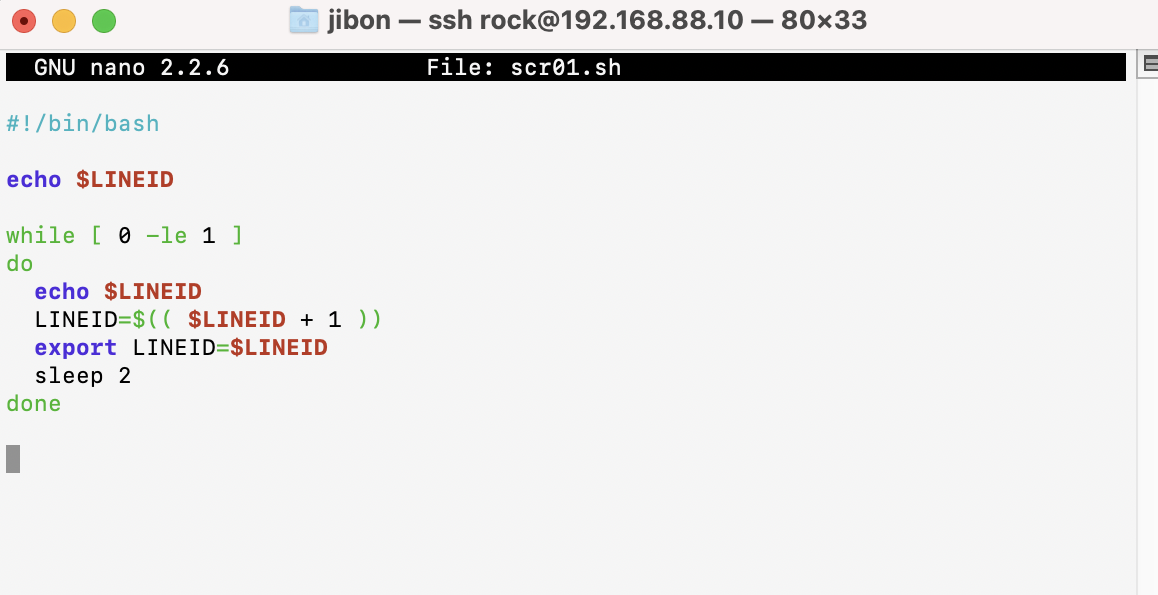 jibon — ssh rock@192.168.88.10 — 80×33
GNU nano 2.2.6 File: scr01.sh
#!/bin/bash
echo $LINEID
while [ 0 -le 1 ]
do
  echo $LINEID
  LINEID=$(( $LINEID + 1 ))
  export LINEID=$LINEID
  sleep 2
done